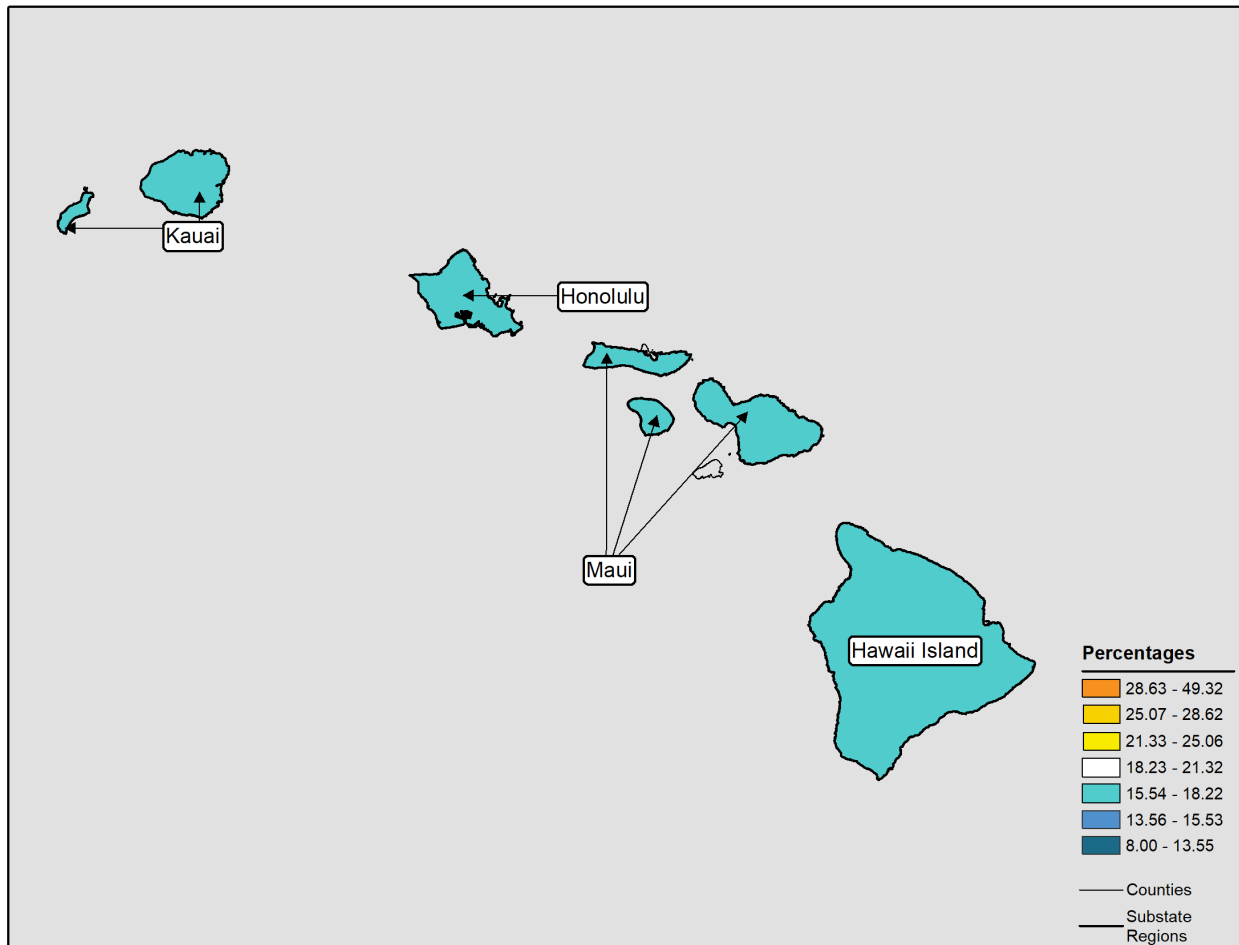 Kauai
Honolulu
Maui
Hawaii Island
Percentages
28.63 - 49.32
25.07 - 28.62
21.33 - 25.06
18.23 - 21.32
15.54 - 18.22
13.56 - 15.53
8.00 - 13.55
Counties
Substate
Regions